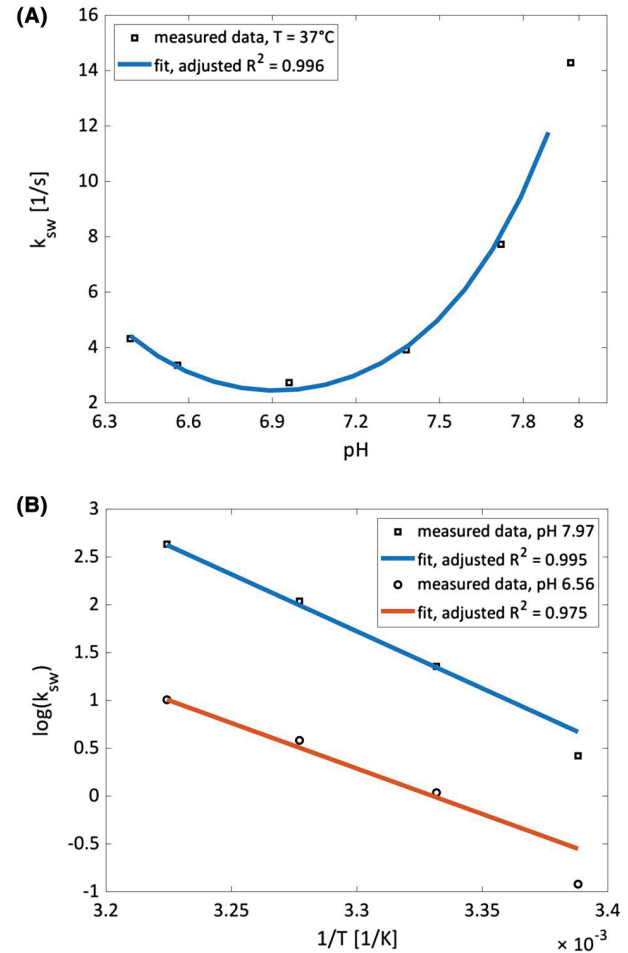 (A)
16
14
12
10
8
6
4
2
k_sw [1/s]
measured data, T = 37°C
fit, adjusted R² = 0.996
6.3 6.6 6.9 7.2 7.5 7.8 8
pH
(B)
3
2.5
2
1.5
1
0.5
0
-0.5
-1
log(k_sw)
measured data, pH 7.97
fit, adjusted R² = 0.995
measured data, pH 6.56
fit, adjusted R² = 0.975
3.2 3.25 3.3 3.35 3.4
1/T [1/K]
× 10⁻³